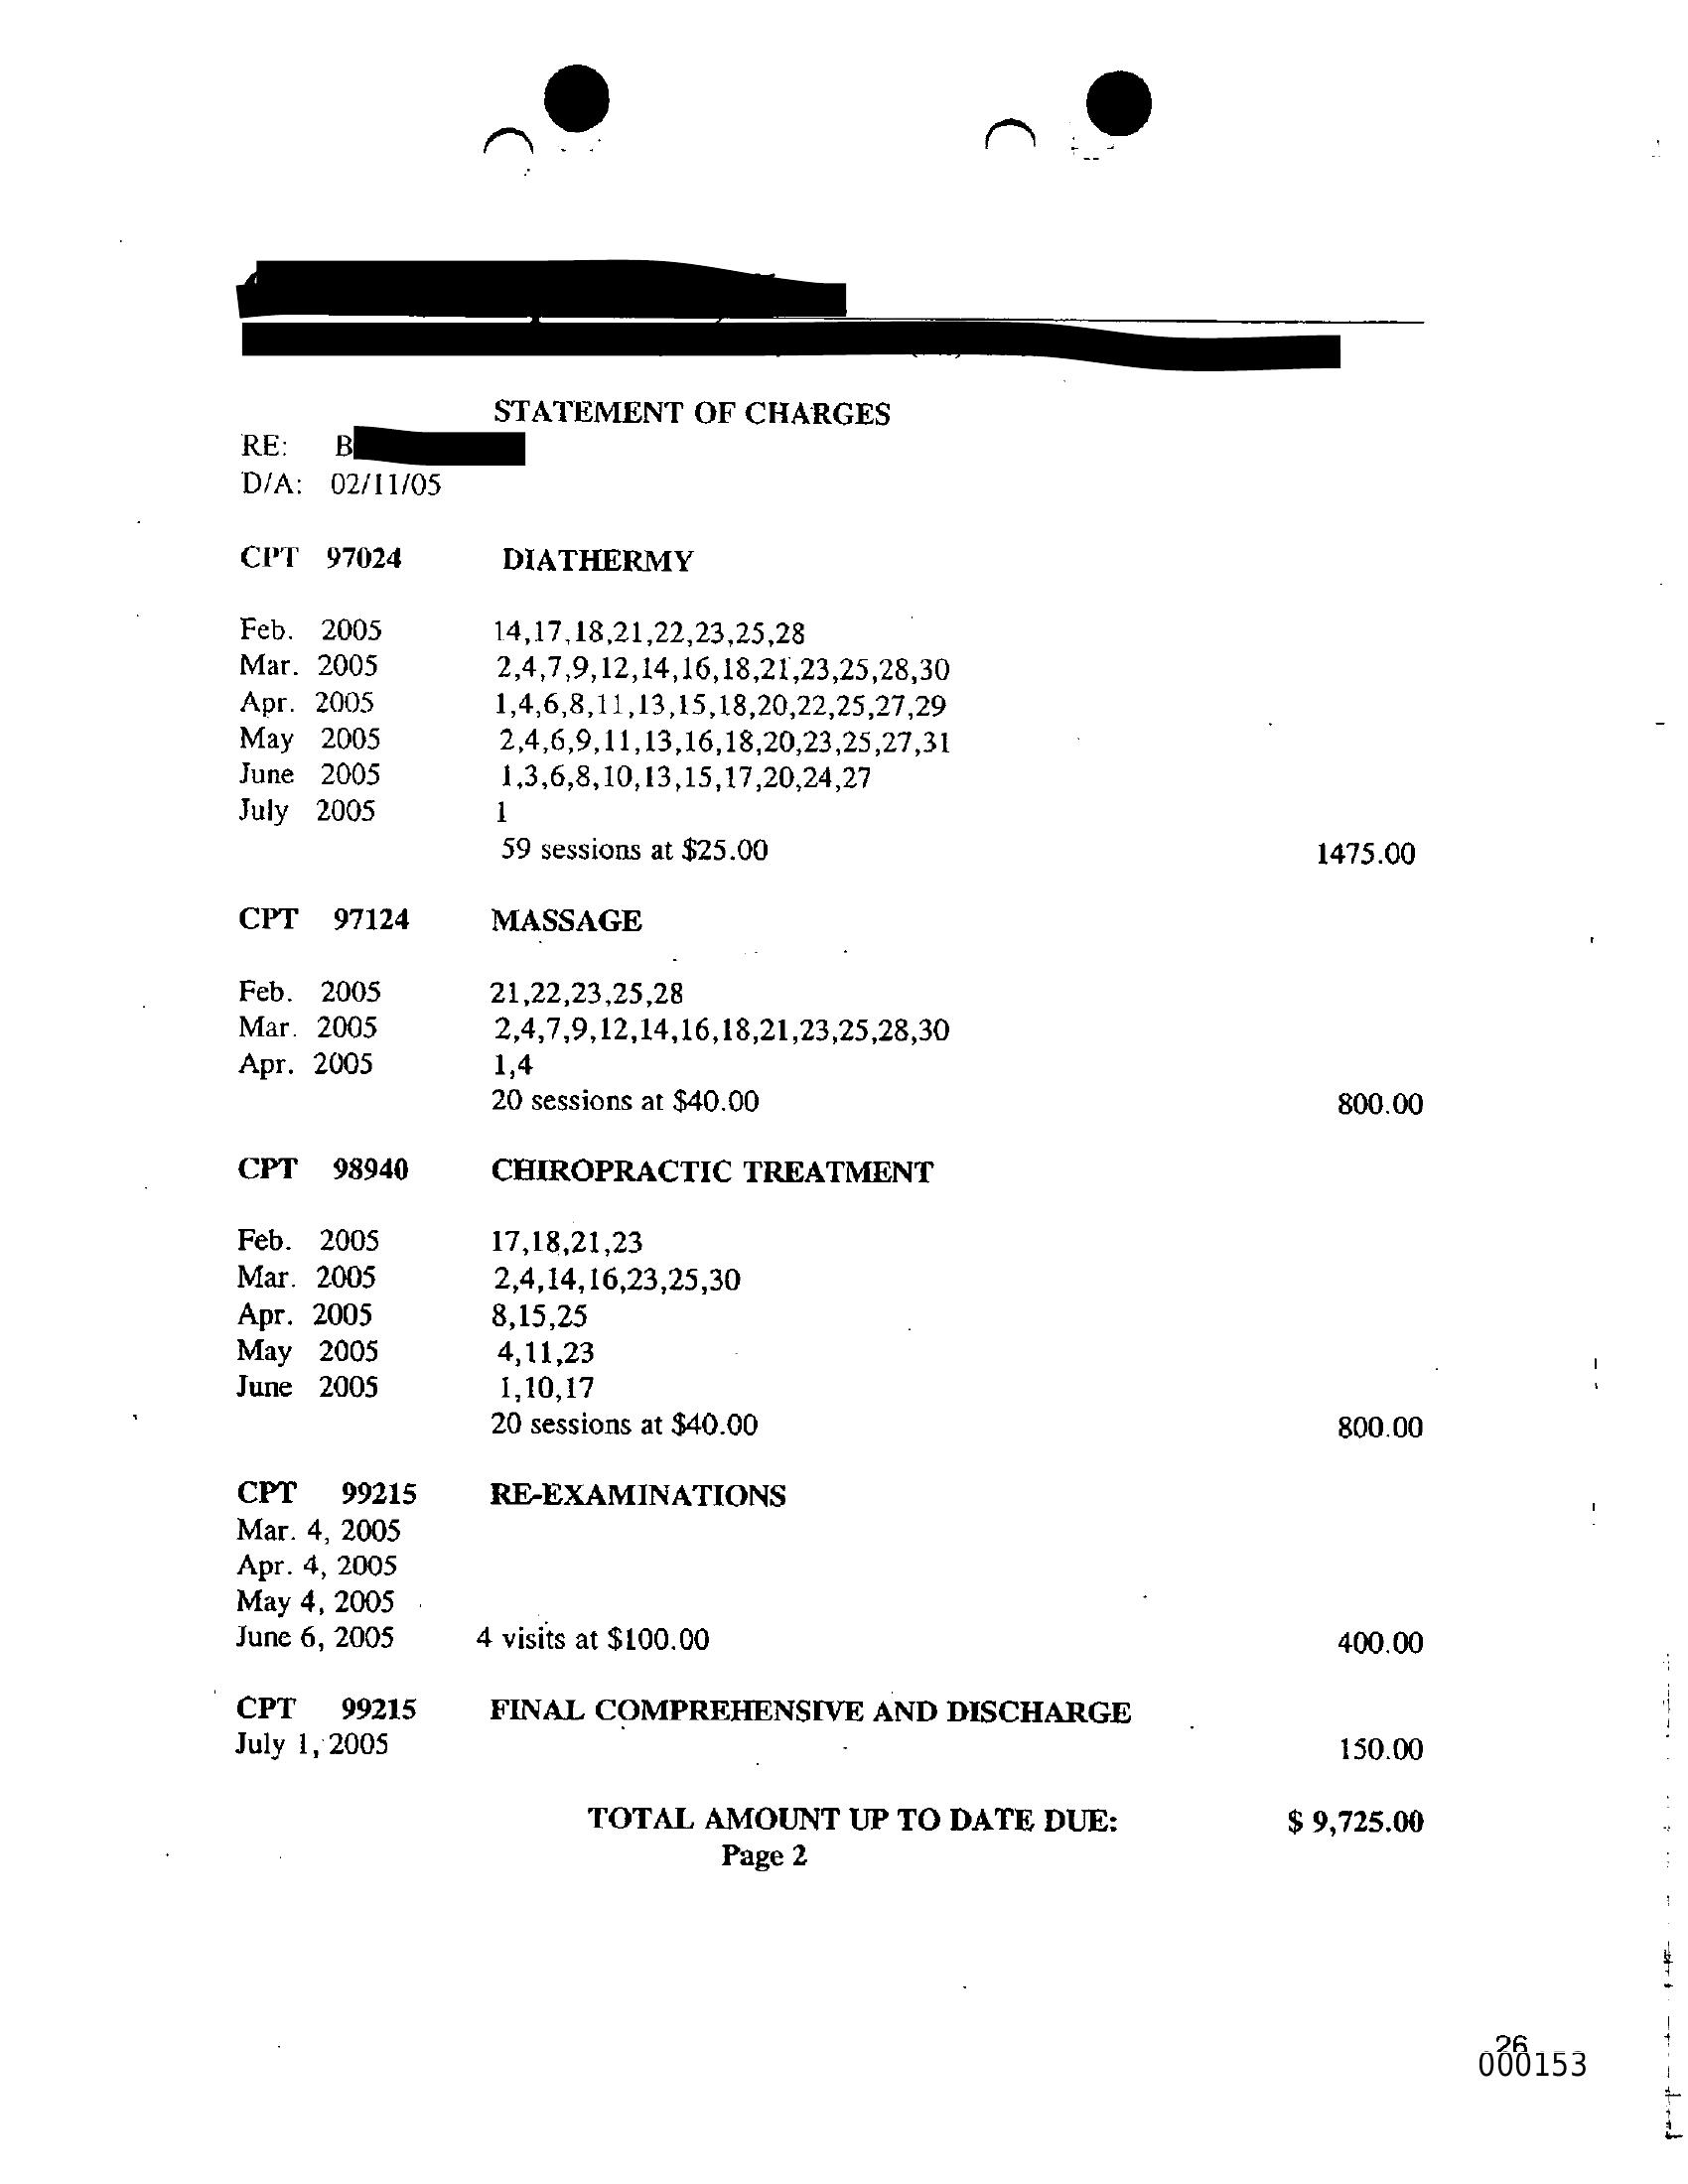 STATEMENT OF CHARGES
RE: B
D/A: 02/11/05
CPT 97024 DIATHERMY
Feb. 2005 14,17,18,21,22,23,25,28
Mar. 2005 2,4,7,9,12,14,16,18,21,23,25,28,30
Apr. 2005 1,4,6,8,11,13,15,18,20,22,25,27,29
May 2005 2,4,6,9,11,13,16,18,20,23,25,27,31
June 2005 1,3,6,8,10,13,15,17,20,24,27
July 2005 1
59 sessions at $25.00 1475.00
CPT 97124 MASSAGE
Feb. 2005 21,22,23,25,28
Mar. 2005 2,4,7,9,12,14,16,18,21,23,25,28,30
Apr. 2005 1,4
20 sessions at $40.00 800.00
CPT 98940 CHIROPRACTIC TREATMENT
Feb. 2005 17,18,21,23
Mar. 2005 2,4,14,16,23,25,30
Apr. 2005 8,15,25
May 2005 4,11,23
June 2005 1,10,17
20 sessions at $40.00 800.00
CPT 99215 RE-EXAMINATIONS
Mar. 4, 2005
Apr. 4, 2005
May 4, 2005
June 6, 2005 4 visits at $100.00 400.00
CPT 99215 FINAL COMPREHENSIVE AND DISCHARGE
July 1, 2005 150.00
TOTAL AMOUNT UP TO DATE DUE: $ 9,725.00
Page 2
26
000153